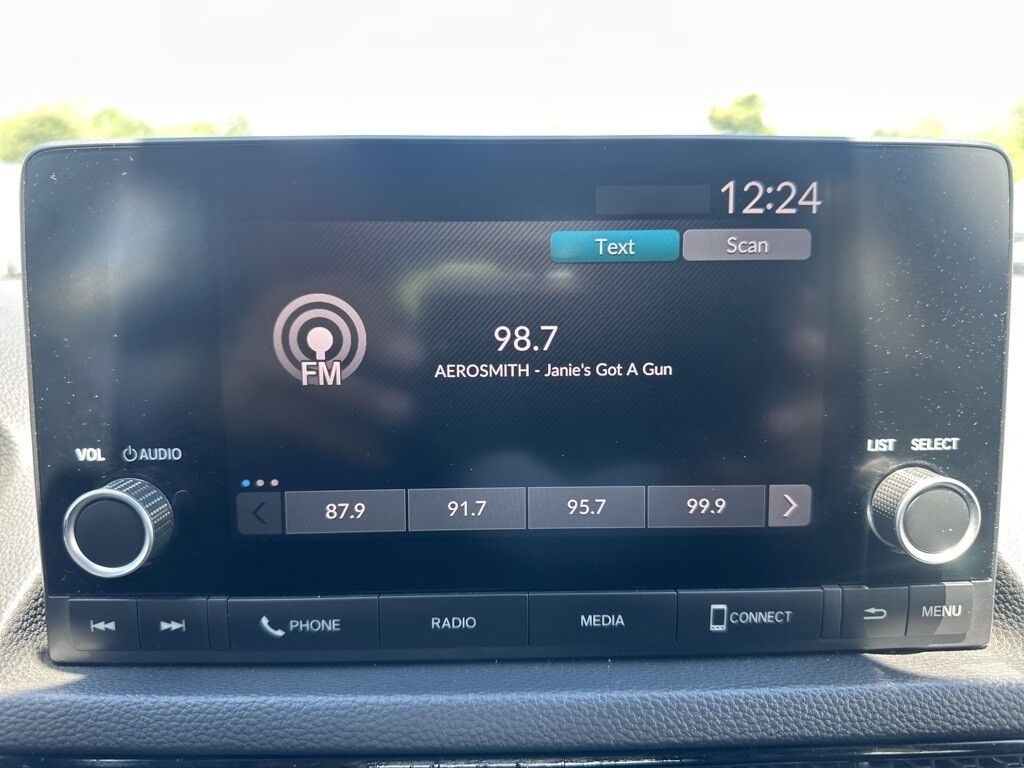 12:24
Text Scan
98.7
FM
AEROSMITH - Janie's Got A Gun
VOL AUDIO
LIST SELECT
87.9 91.7 95.7 99.9
PHONE RADIO MEDIA CONNECT MENU